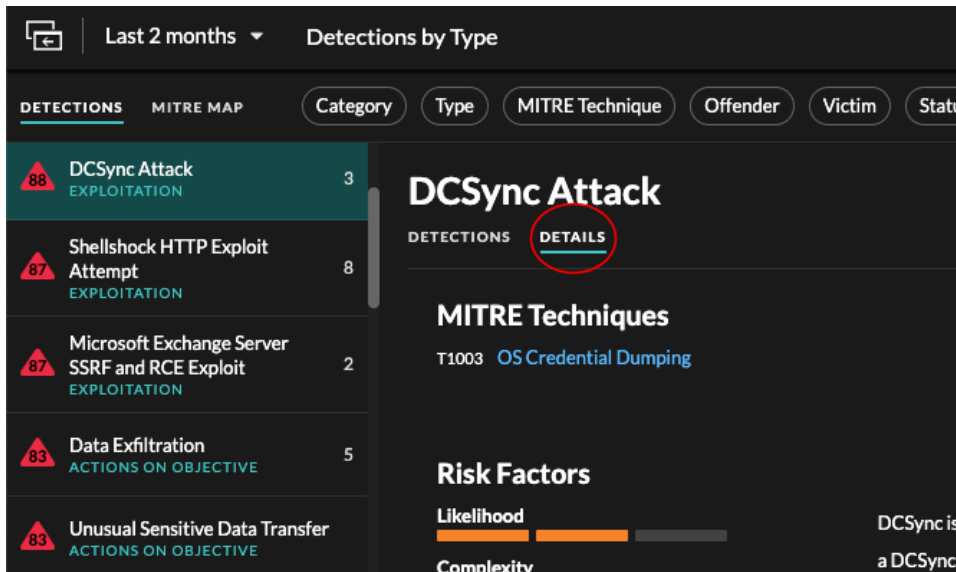 Last 2 months
Detections by Type
DETECTIONS
MITRE MAP
Category
Type
MITRE Technique
Offender
Victim
88
DCSync Attack
3
EXPLOITATION
87
Shellshock HTTP Exploit
Attempt
8
EXPLOITATION
87
Microsoft Exchange Server
SSRF and RCE Exploit
2
EXPLOITATION
83
Data Exfiltration
5
ACTIONS ON OBJECTIVE
83
Unusual Sensitive Data Transfer
ACTIONS ON OBJECTIVE
DCSync Attack
DETECTIONS
DETAILS
MITRE Techniques
T1003 OS Credential Dumping
Risk Factors
Likelihood
Complexity
DCSync is
a DCSync